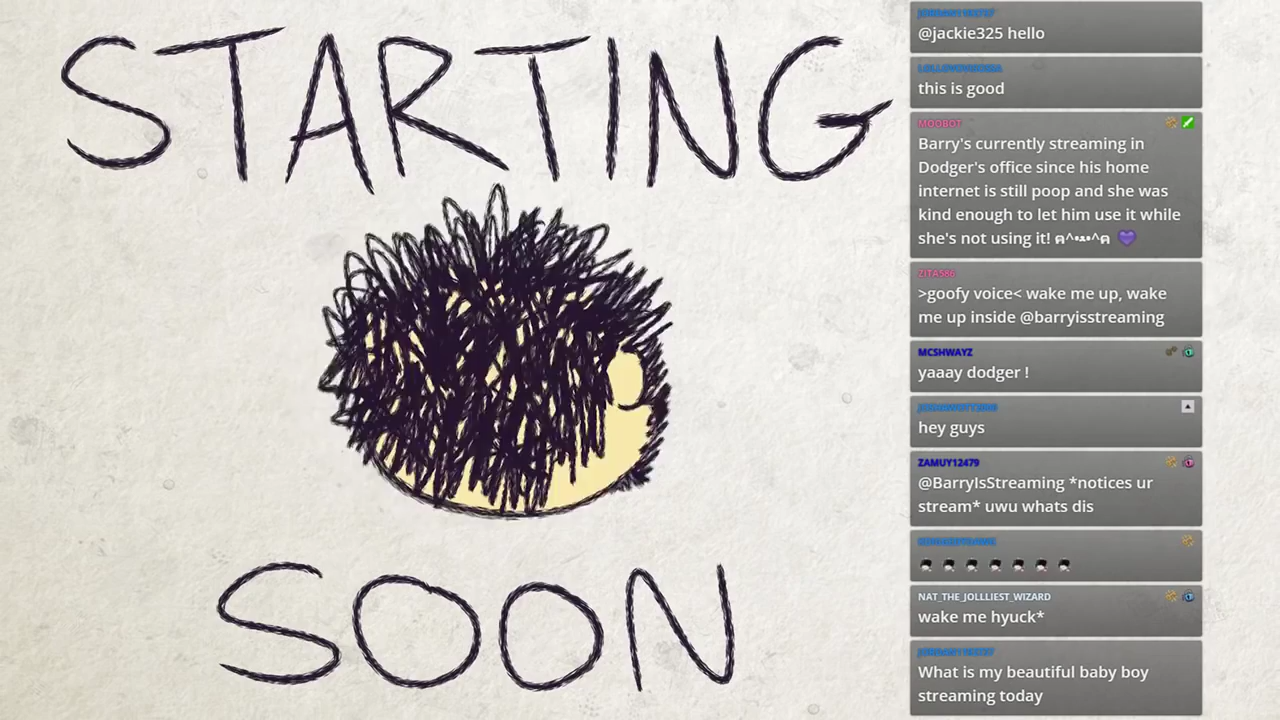 STARTING
SOON
@jackie325 hello
this is good
MOOBOT
Barry's currently streaming in
Dodger's office since his home
internet is still poop and she was
kind enough to let him use it while
she's not using it! ฅ^•ﻌ•^ฅ 💜
ZITA586
>goofy voice< wake me up, wake
me up inside @barryisstreaming
MCSHWAYZ
yaaay dodger !
hey guys
ZAMUY12479
@BarryIsStreaming *notices ur
stream* uwu whats dis
NAT_THE_JOLLLIEST_WIZARD
wake me hyuck*
What is my beautiful baby boy
streaming today